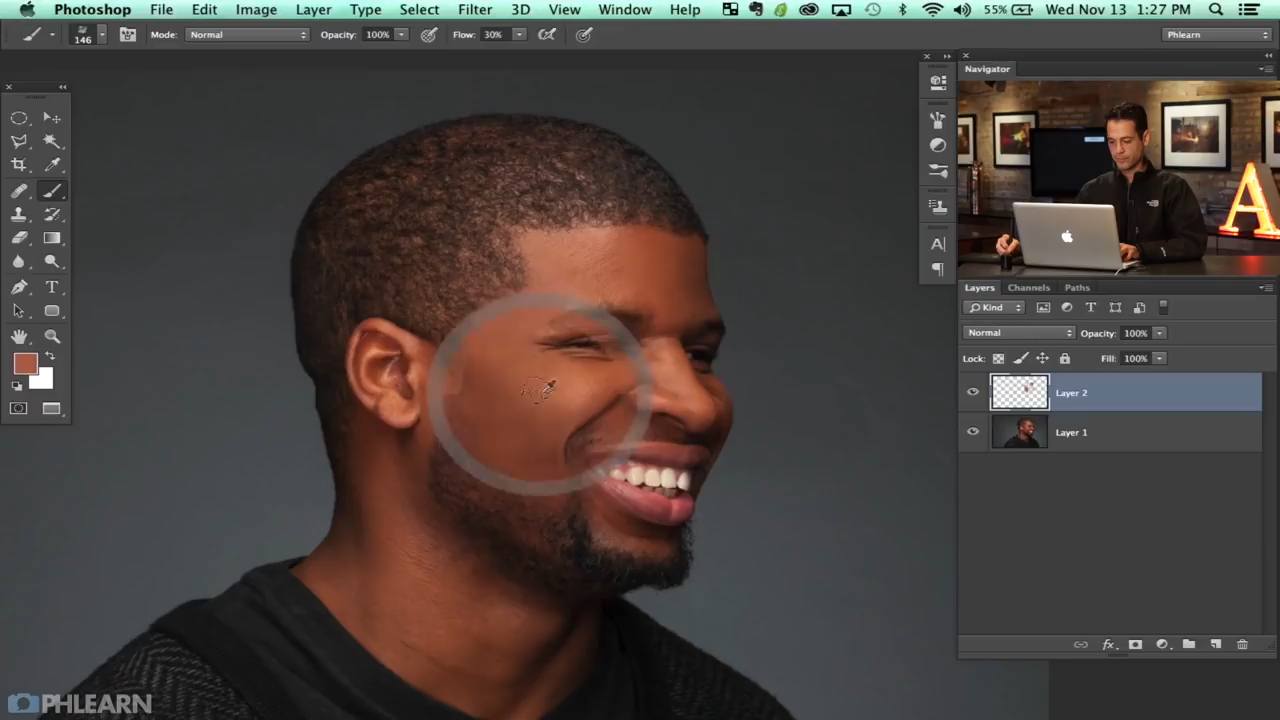 Photoshop File Edit Image Layer Type Select Filter 3D View Window Help 55% Wed Nov 13 1:27 PM
146 Mode: Normal Opacity: 100% Flow: 30% Phlearn
Navigator
A
Layers Channels Paths
Kind T
Normal Opacity: 100%
Lock: Fill: 100%
Layer 2
Layer 1
fx
A
T
PHLEARN